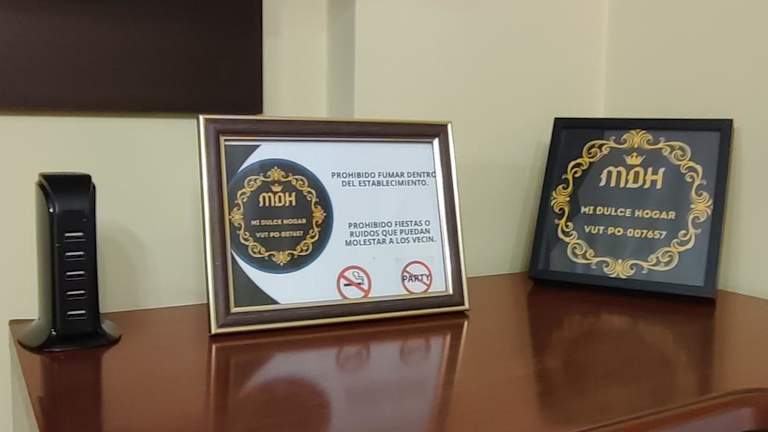 MDH
MI DULCE HOGAR
VUT-PO-007657
PROHIBIDO FUMAR DENTRO
DEL ESTABLECIMIENTO.
PROHIBIDO FIESTAS O
RUIDOS QUE PUEDAN
MOLESTAR A LOS VECIN.
PARTY
MDH
MI DULCE HOGAR
VUT-PO-007657